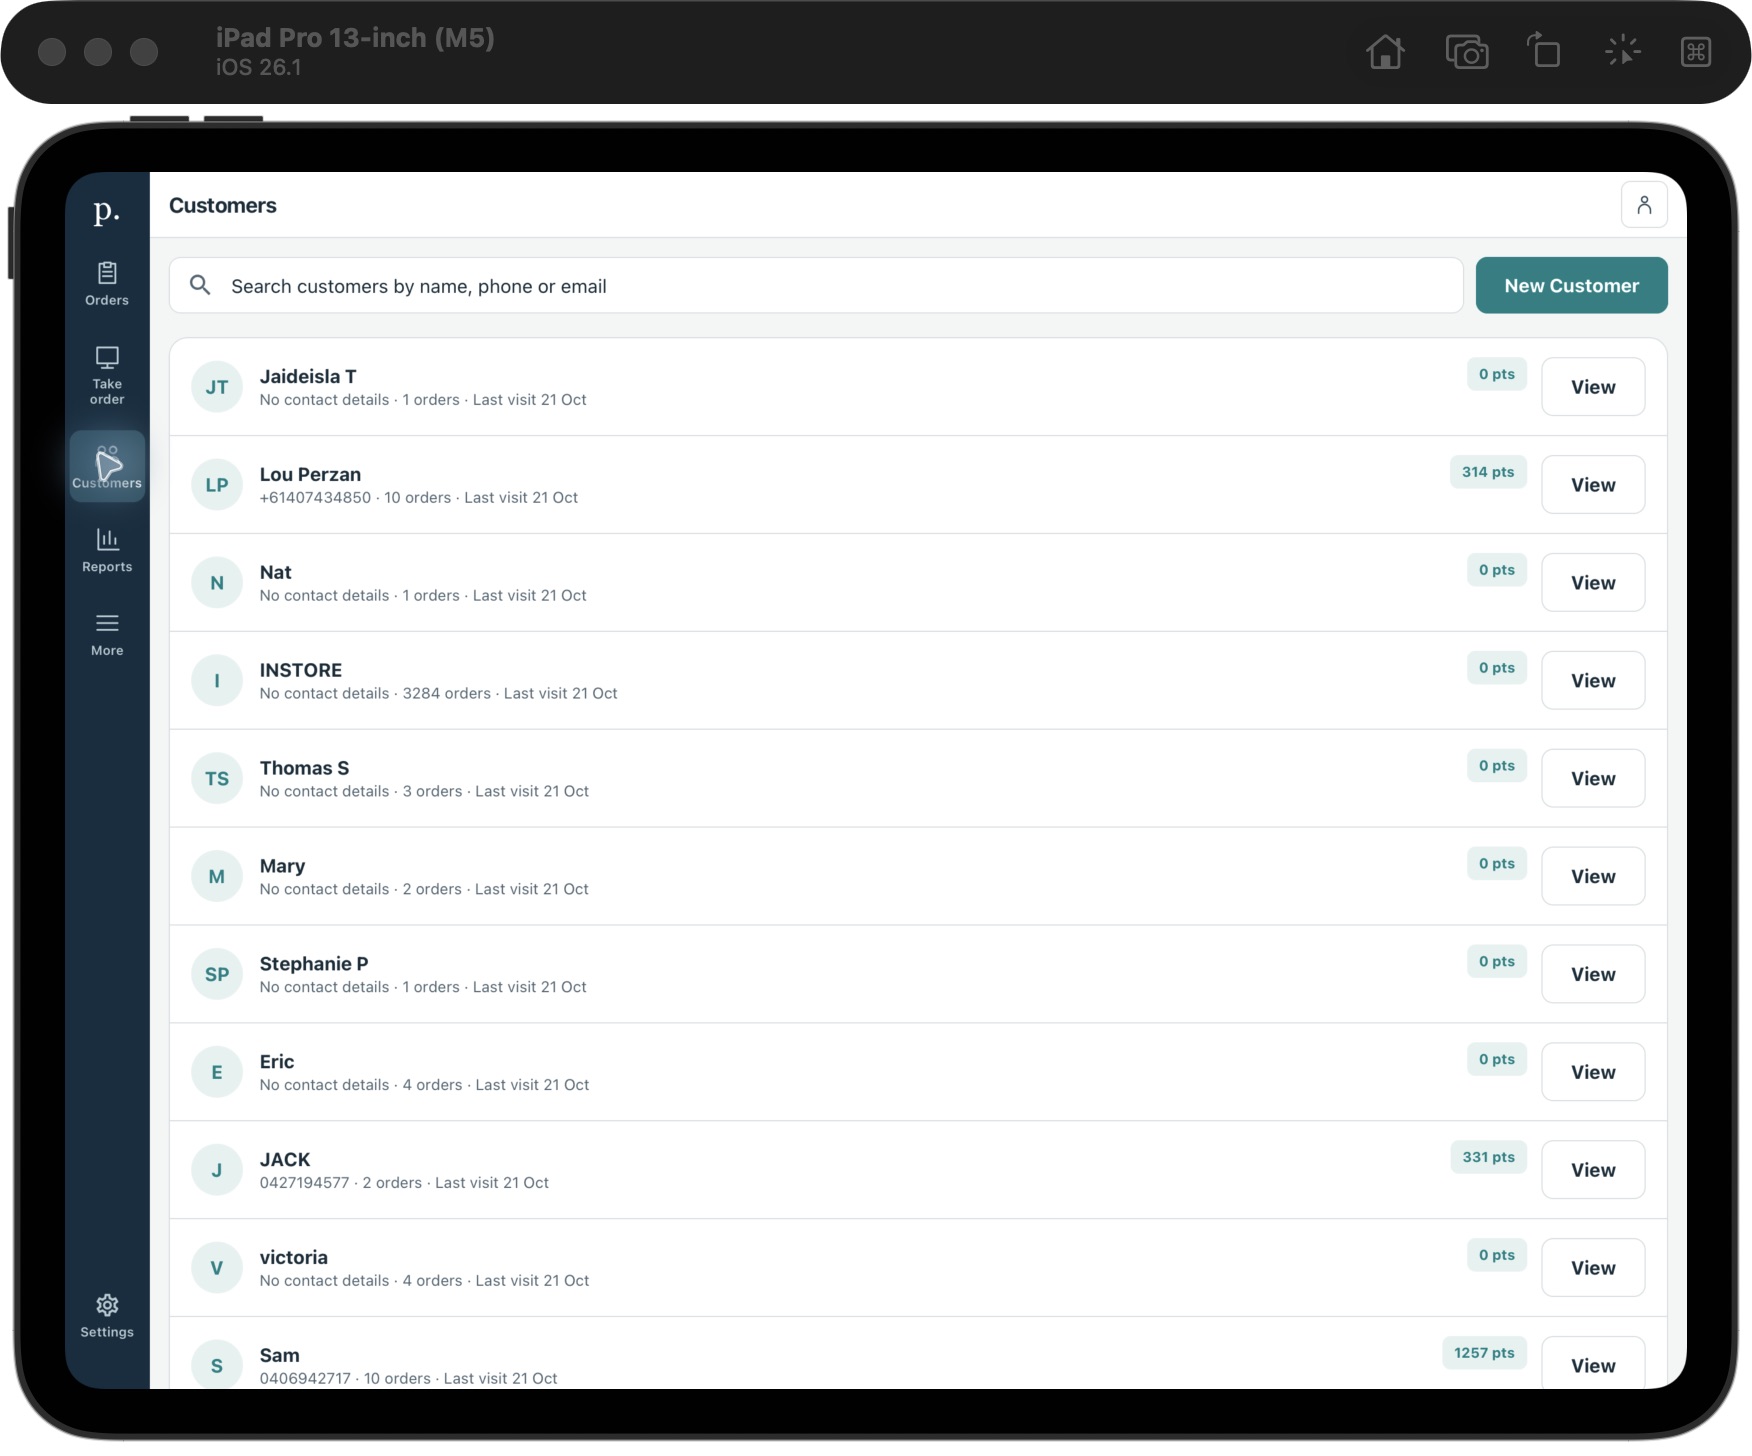 iPad Pro 13-inch (M5)
iOS 26.1
p.
Customers
Orders
Take
order
Customers
Reports
More
Settings
Search customers by name, phone or email
New Customer
JT
Jaideisla T
No contact details · 1 orders · Last visit 21 Oct
0 pts
View
LP
Lou Perzan
+61407434850 · 10 orders · Last visit 21 Oct
314 pts
View
N
Nat
No contact details · 1 orders · Last visit 21 Oct
0 pts
View
I
INSTORE
No contact details · 3284 orders · Last visit 21 Oct
0 pts
View
TS
Thomas S
No contact details · 3 orders · Last visit 21 Oct
0 pts
View
M
Mary
No contact details · 2 orders · Last visit 21 Oct
0 pts
View
SP
Stephanie P
No contact details · 1 orders · Last visit 21 Oct
0 pts
View
E
Eric
No contact details · 4 orders · Last visit 21 Oct
0 pts
View
J
JACK
0427194577 · 2 orders · Last visit 21 Oct
331 pts
View
V
victoria
No contact details · 4 orders · Last visit 21 Oct
0 pts
View
S
Sam
0406942717 · 10 orders · Last visit 21 Oct
1257 pts
View